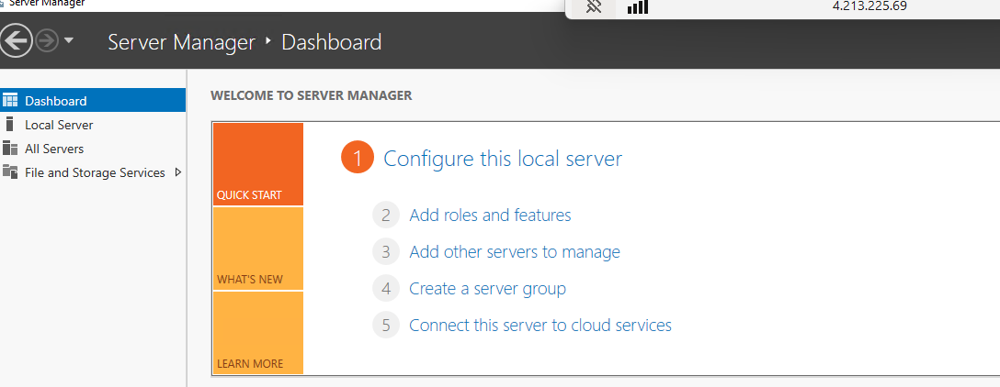 Server Manager
4.213.225.69
Server Manager ‣ Dashboard
Dashboard
Local Server
All Servers
File and Storage Services
WELCOME TO SERVER MANAGER
QUICK START
WHAT'S NEW
LEARN MORE
1 Configure this local server
2 Add roles and features
3 Add other servers to manage
4 Create a server group
5 Connect this server to cloud services